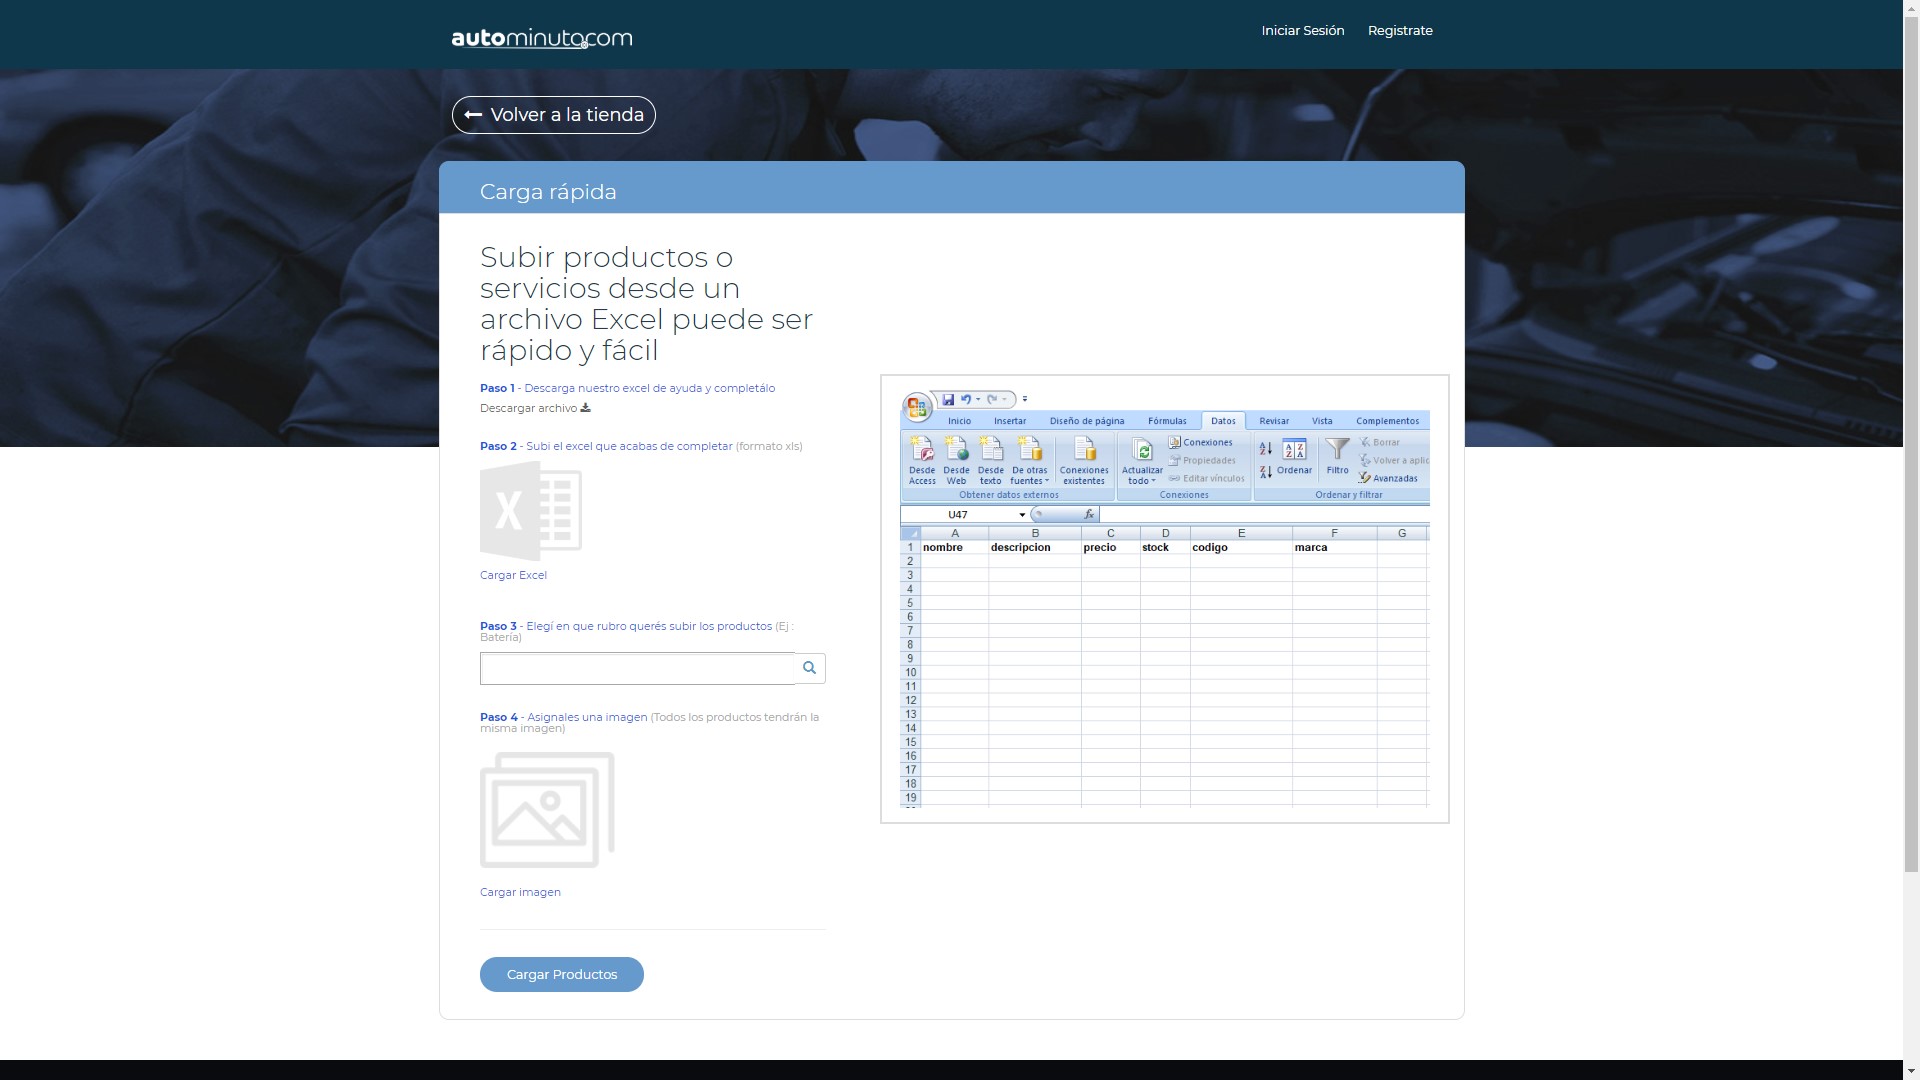 autominuto.com
Iniciar Sesión
Registrate
Volver a la tienda
Carga rápida
Subir productos o
servicios desde un
archivo Excel puede ser
rápido y fácil
Paso 1 - Descarga nuestro excel de ayuda y completálo
Descargar archivo
Paso 2 - Subi el excel que acabas de completar (formato xls)
X
Cargar Excel
Paso 3 - Elegí en que rubro querés subir los productos (Ej :
Batería)
Paso 4 - Asignales una imagen (Todos los productos tendrán la
misma imagen)
Cargar imagen
Cargar Productos
Inicio Insertar Diseño de página Fórmulas Datos Revisar Vista Complementos
Desde Access
Desde Web
Desde texto
De otras fuentes
Conexiones existentes
Obtener datos externos
Actualizar todo
Conexiones
Propiedades
Editar vínculos
Conexiones
Ordenar
Filtro
Borrar
Volver a aplic
Avanzadas
Ordenar y filtrar
U47
fx
A B C D E F G
1 nombre descripcion precio stock codigo marca
2
3
4
5
6
7
8
9
10
11
12
13
14
15
16
17
18
19